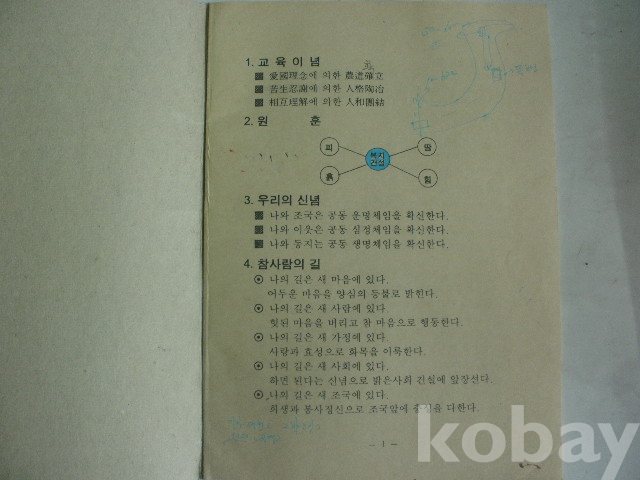 1. 교 육 이 념
愛國理念에 의한 農道確立
苦生忍謝에 의한 人格陶冶
相互理解에 의한 人和團結
2. 원 훈
피 땀
복지
건설
흙 힘
3. 우리의 신념
나와 조국은 공동 운명체임을 확신한다.
나와 이웃은 공동 심정체임을 확신한다.
나와 동지는 공동 생명체임을 확신한다.
4. 참사람의 길
나의 길은 새 마음에 있다.
어두운 마음을 양심의 등불로 밝힌다.
나의 길은 새 사람에 있다.
헛된 마음을 버리고 참 마음으로 행동한다.
나의 길은 새 가정에 있다.
사랑과 효성으로 화목을 이룩한다.
나의 길은 새 사회에 있다.
하면 된다는 신념으로 밝은사회 건설에 앞장선다.
나의 길은 새 조국에 있다.
희생과 봉사정신으로 조국앞에 충성을 다한다.
- 1 -
kobay